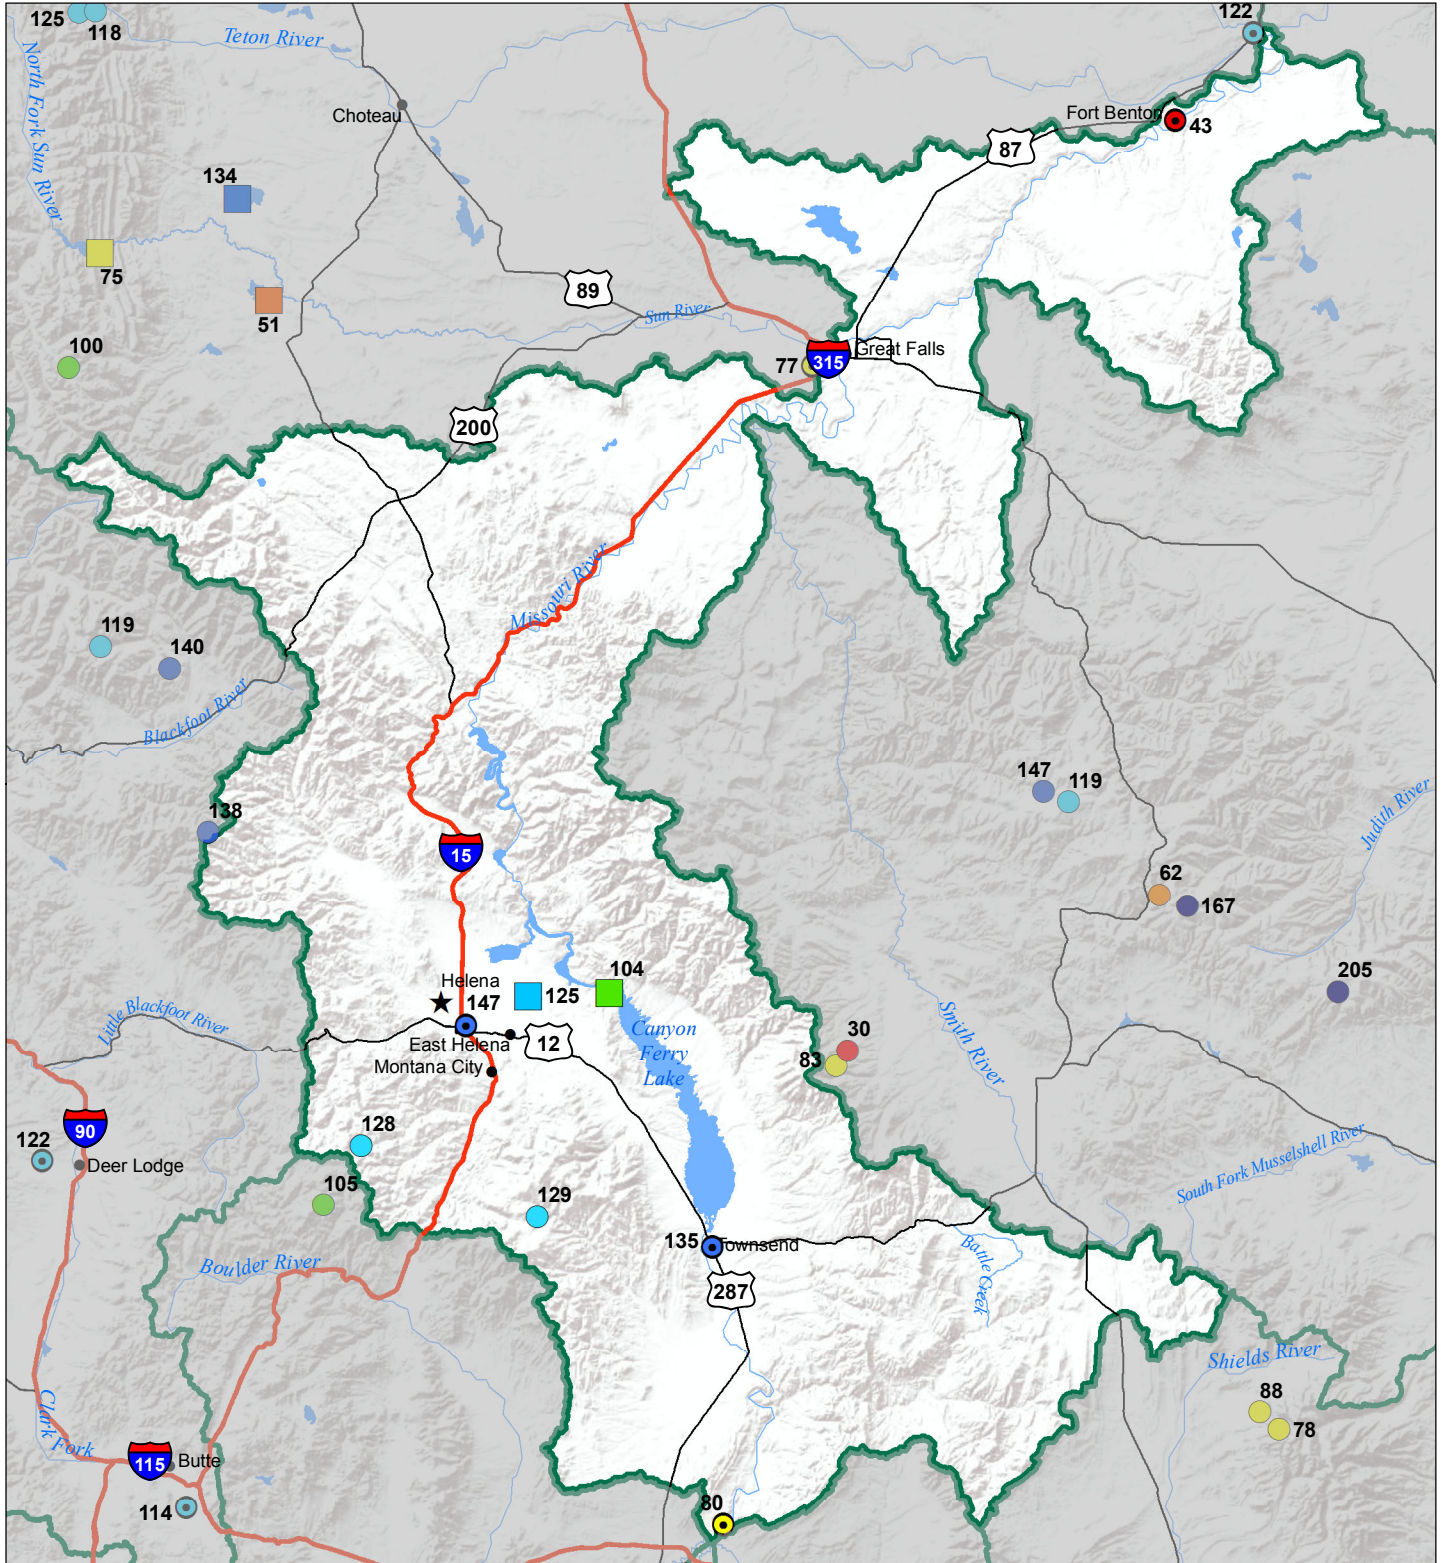 125
118
Teton River
122
North Fork Sun River
Choteau
Fort Benton
43
87
134
75
51
89
Sun River
100
77
315
Great Falls
200
Missouri River
119
140
Blackfoot River
138
15
147
119
Judith River
62
167
205
Helena
147
125
104
Little Blackfoot River
East Helena
12
Montana City
Canyon
Ferry
Lake
30
83
Smith River
90
122
Deer Lodge
128
105
129
South Fork Musselshell River
135
Townsend
Battle Creek
Boulder River
287
Shields River
88
78
Clark Fork
115
Butte
114
80